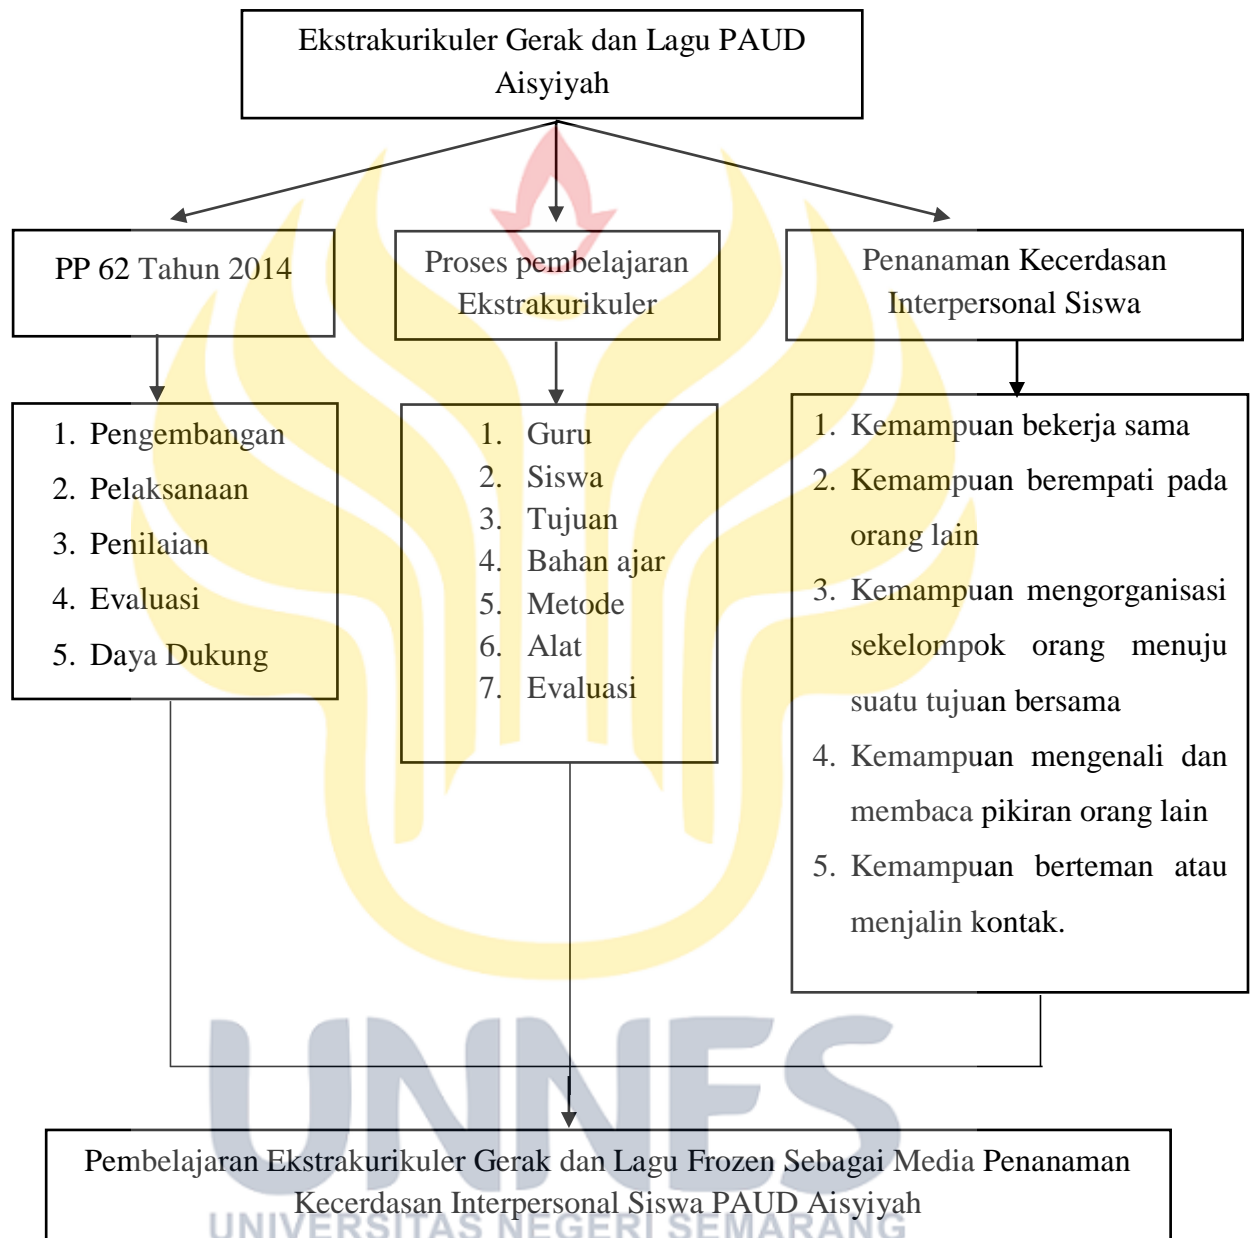 Ekstrakurikuler Gerak dan Lagu PAUD
Aisyiyah
PP 62 Tahun 2014
Proses pembelajaran
Ekstrakurikuler
Penanaman Kecerdasan
Interpersonal Siswa
1. Pengembangan
2. Pelaksanaan
3. Penilaian
4. Evaluasi
5. Daya Dukung
1. Guru
2. Siswa
3. Tujuan
4. Bahan ajar
5. Metode
6. Alat
7. Evaluasi
1. Kemampuan bekerja sama
2. Kemampuan berempati pada
orang lain
3. Kemampuan mengorganisasi
sekelompok orang menuju
suatu tujuan bersama
4. Kemampuan mengenali dan
membaca pikiran orang lain
5. Kemampuan berteman atau
menjalin kontak.
UNNES
Pembelajaran Ekstrakurikuler Gerak dan Lagu Frozen Sebagai Media Penanaman
Kecerdasan Interpersonal Siswa PAUD Aisyiyah
UNIVERSITAS NEGERI SEMARANG